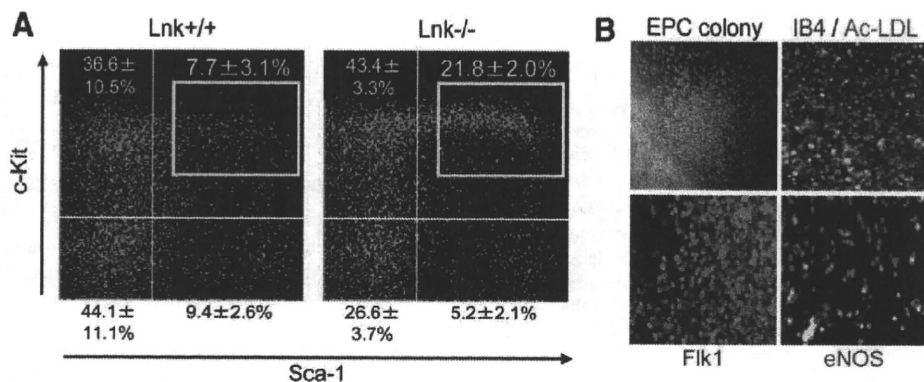 A
Lnk+/+
Lnk-/-
36.6±
10.5%
7.7±3.1%
43.4±
3.3%
21.8±2.0%
c-Kit
44.1±
11.1%
9.4±2.6%
26.6±
3.7%
5.2±2.1%
Sca-1
B
EPC colony
IB4 / Ac-LDL
Flk1
eNOS